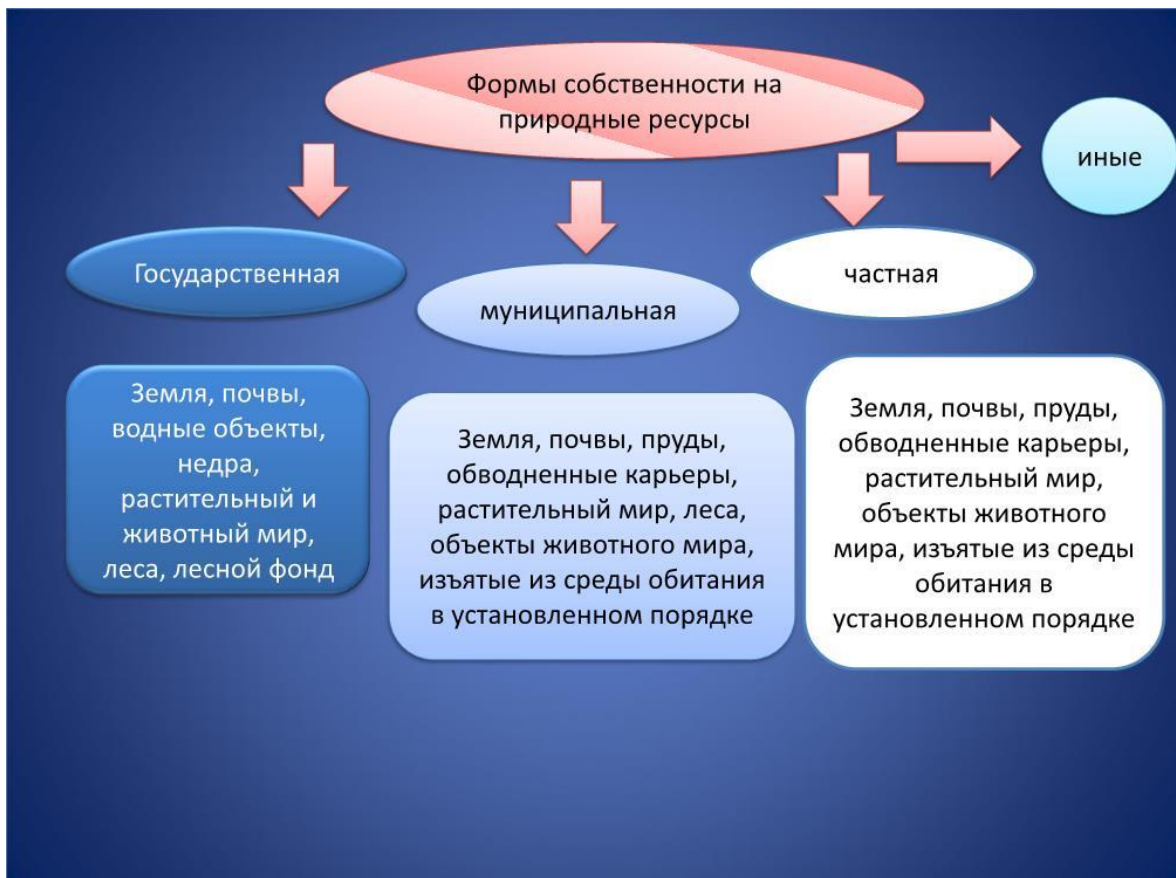 Формы собственности на
природные ресурсы
иные
Государственная
муниципальная
частная
Земля, почвы,
водные объекты,
недра,
растительный и
животный мир,
леса, лесной фонд
Земля, почвы, пруды,
обводненные карьеры,
растительный мир, леса,
объекты животного мира,
изъятые из среды обитания
в установленном порядке
Земля, почвы, пруды,
обводненные карьеры,
растительный мир,
объекты животного
мира, изъятые из среды
обитания в
установленном порядке